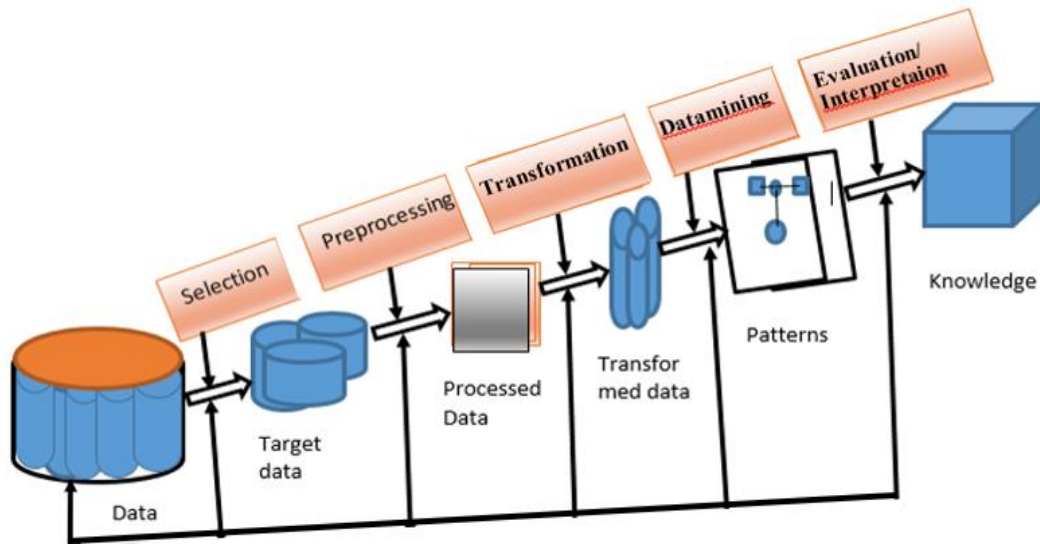 Evaluation/
Interpretaion
Datamining
Transformation
Preprocessing
Selection
Knowledge
Patterns
Transfor
med data
Processed
Data
Target
data
Data